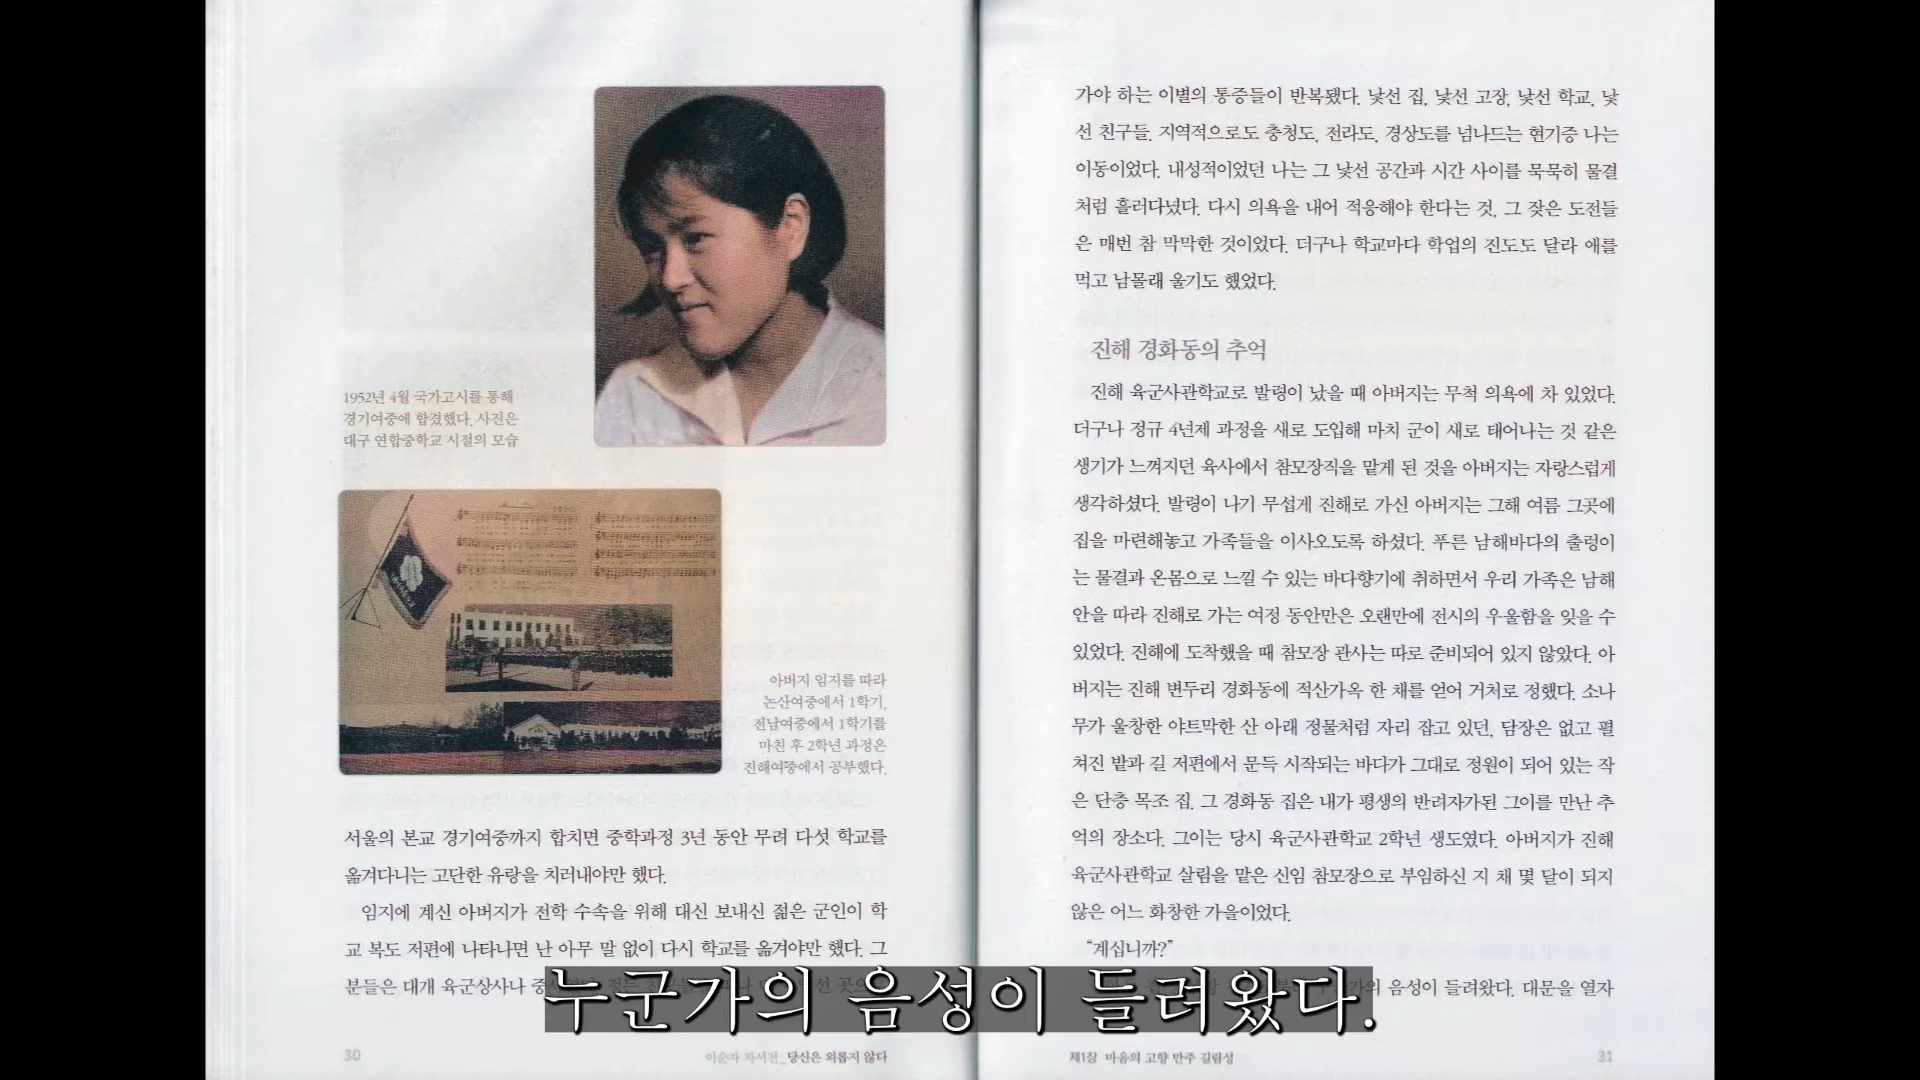 1952년 4월 국가고시를 통해
경기여중에 합격했다. 사진은
대구 연합중학교 시절의 모습
아버지 임지를 따라
논산여중에서 1학기,
전남여중에서 1학기를
마친 후 2학년 과정은
진해여중에서 공부했다.
서울의 본교 경기여중까지 합치면 중학과정 3년 동안 무려 다섯 학교를
옮겨다니는 고단한 유랑을 치러내야만 했다.
임지에 계신 아버지가 전학 수속을 위해 대신 보내신 젊은 군인이 학
교 복도 저편에 나타나면 난 아무 말 없이 다시 학교를 옮겨야만 했다. 그
분들은 대개 육군상사나
30
이순자 자서전_당신은 외롭지 않다
가야 하는 이별의 통증들이 반복됐다. 낯선 집, 낯선 고장, 낯선 학교, 낯
선 친구들. 지역적으로도 충청도, 전라도, 경상도를 넘나드는 현기증 나는
이동이었다. 내성적이었던 나는 그 낯선 공간과 시간 사이를 묵묵히 물결
처럼 흘러다녔다. 다시 의욕을 내어 적응해야 한다는 것, 그 잦은 도전들
은 매번 참 막막한 것이었다. 더구나 학교마다 학업의 진도도 달라 애를
먹고 남몰래 울기도 했었다.
진해 경화동의 추억
진해 육군사관학교로 발령이 났을 때 아버지는 무척 의욕에 차 있었다.
더구나 정규 4년제 과정을 새로 도입해 마치 군이 새로 태어나는 것 같은
생기가 느껴지던 육사에서 참모장직을 맡게 된 것을 아버지는 자랑스럽게
생각하셨다. 발령이 나기 무섭게 진해로 가신 아버지는 그해 여름 그곳에
집을 마련해놓고 가족들을 이사오도록 하셨다. 푸른 남해바다의 출렁이
는 물결과 온몸으로 느낄 수 있는 바다향기에 취하면서 우리 가족은 남해
안을 따라 진해로 가는 여정 동안만은 오랜만에 전시의 우울함을 잊을 수
있었다. 진해에 도착했을 때 참모장 관사는 따로 준비되어 있지 않았다. 아
버지는 진해 변두리 경화동에 적산가옥 한 채를 얻어 거처로 정했다. 소나
무가 울창한 야트막한 산 아래 정물처럼 자리 잡고 있던, 담장은 없고 펼
쳐진 밭과 길 저편에서 문득 시작되는 바다가 그대로 정원이 되어 있는 작
은 단층 목조 집. 그 경화동 집은 내가 평생의 반려자가된 그이를 만난 추
억의 장소다. 그이는 당시 육군사관학교 2학년 생도였다. 아버지가 진해
육군사관학교 살림을 맡은 신임 참모장으로 부임하신 지 채 몇 달이 되지
않은 어느 화창한 가을이었다.
“계십니까?”
음성이 들려왔다. 대문을 열자
누군가의 음성이 들려왔다.
제1장 마음의 고향 만주 길림성
31